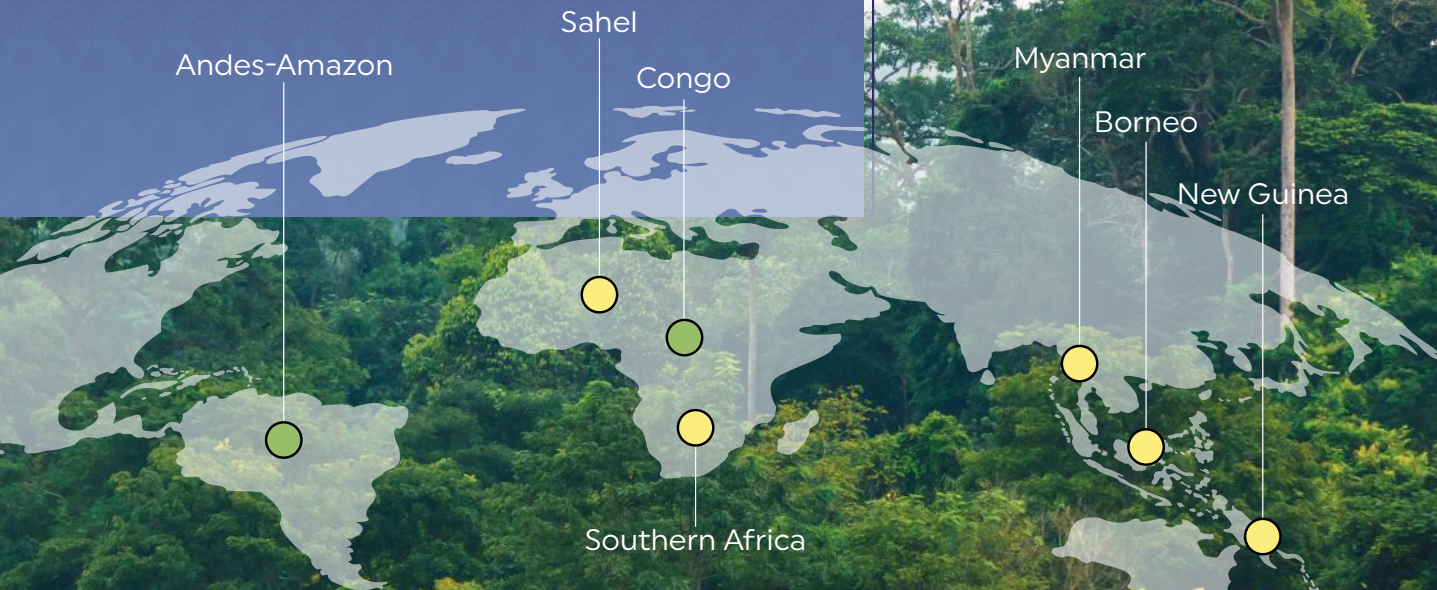 Sahel
Andes-Amazon
Congo
Myanmar
Borneo
New Guinea
Southern Africa